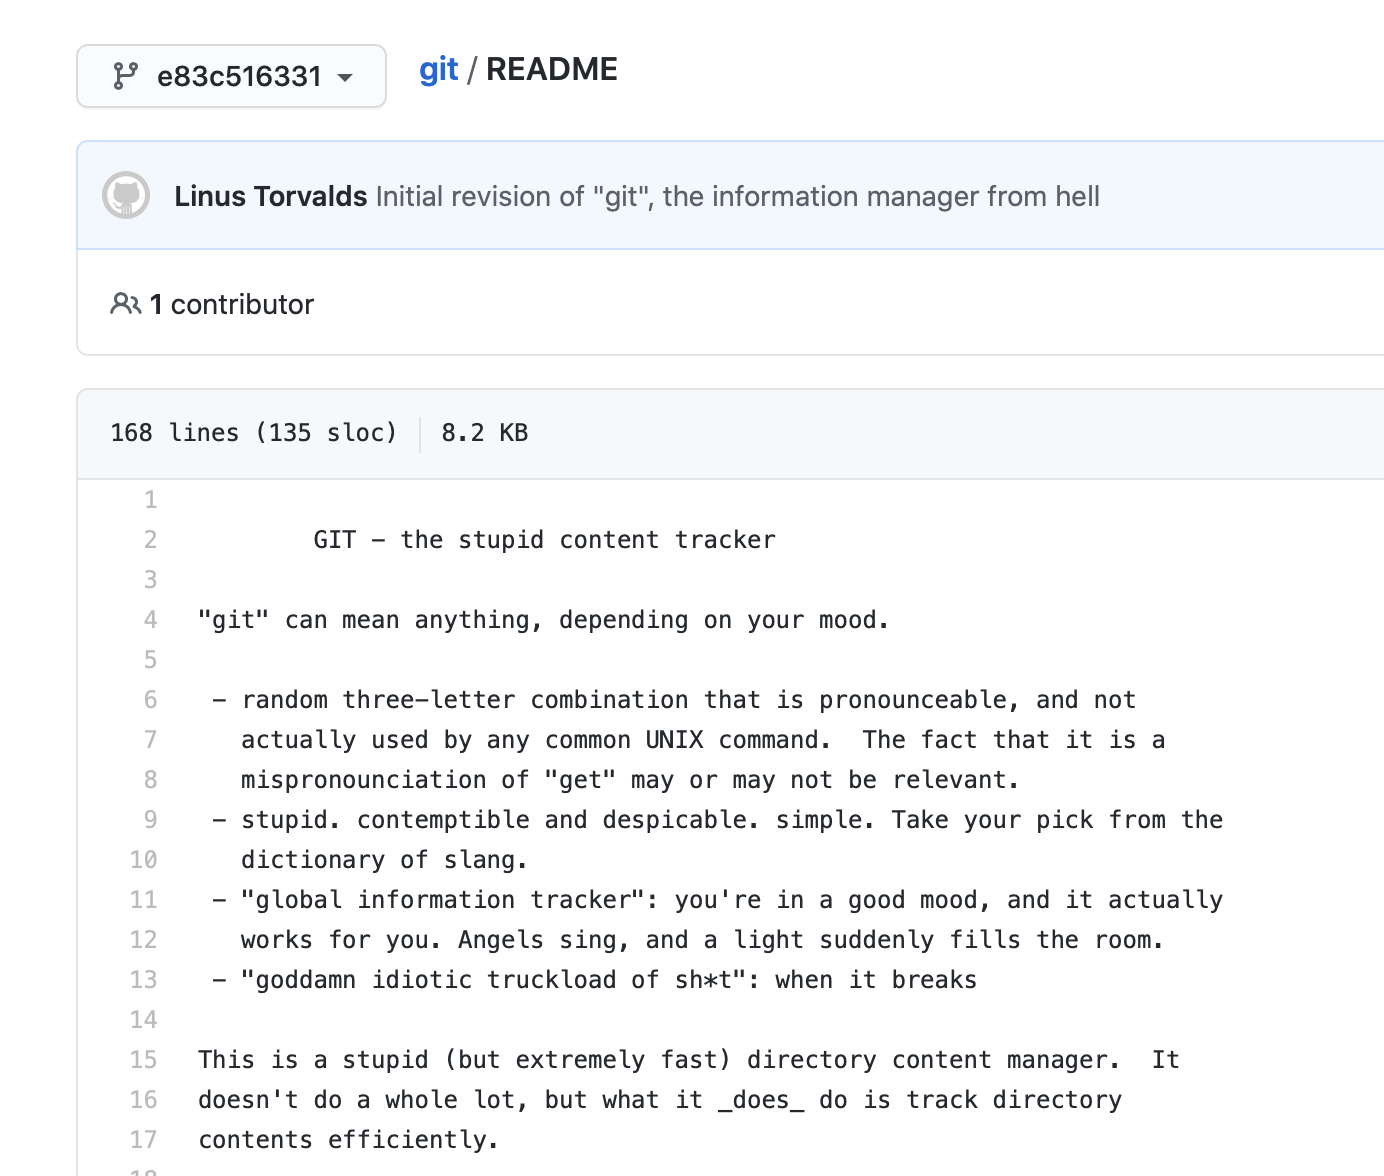 e83c516331
git / README
Linus Torvalds Initial revision of "git", the information manager from hell
1 contributor
168 lines (135 sloc) 8.2 KB
1
2 GIT - the stupid content tracker
3
4 "git" can mean anything, depending on your mood.
5
6 - random three-letter combination that is pronounceable, and not
7 actually used by any common UNIX command.  The fact that it is a
8 mispronounciation of "get" may or may not be relevant.
9 - stupid. contemptible and despicable. simple. Take your pick from the
10 dictionary of slang.
11 - "global information tracker": you're in a good mood, and it actually
12 works for you. Angels sing, and a light suddenly fills the room.
13 - "goddamn idiotic truckload of sh*t": when it breaks
14
15 This is a stupid (but extremely fast) directory content manager.  It
16 doesn't do a whole lot, but what it _does_ do is track directory
17 contents efficiently.
18